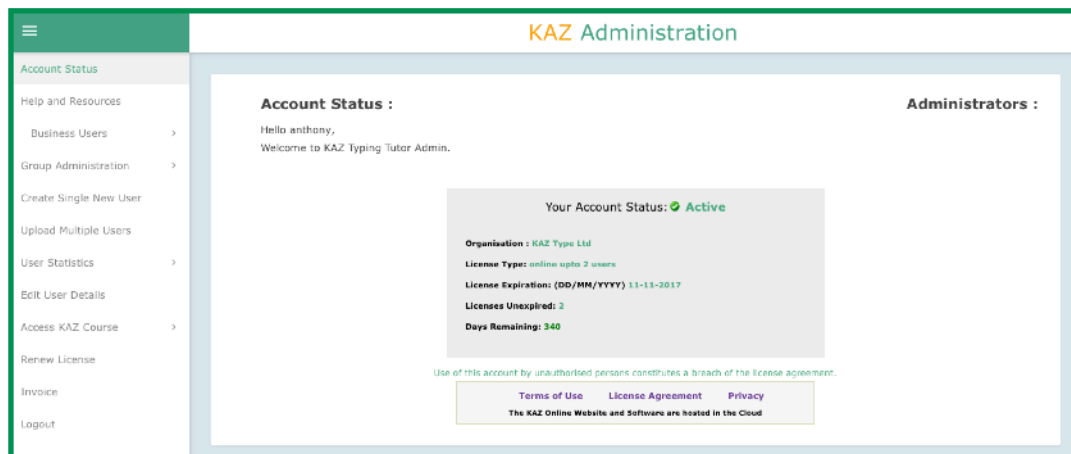 KAZ Administration
Account Status
Help and Resources
Business Users
Group Administration
Create Single New User
Upload Multiple Users
User Statistics
Edit User Details
Access KAZ Course
Renew License
Invoice
Logout
Account Status :
Administrators :
Hello anthony,
Welcome to KAZ Typing Tutor Admin.
Your Account Status: Active
Organisation : KAZ Type Ltd
License Type: online upto 2 users
License Expiration: (DD/MM/YYYY) 11-11-2017
Licenses Unexpired: 2
Days Remaining: 340
Use of this account by unauthorised persons constitutes a breach of the license agreement.
Terms of Use License Agreement Privacy
The KAZ Online Website and Software are hosted in the Cloud